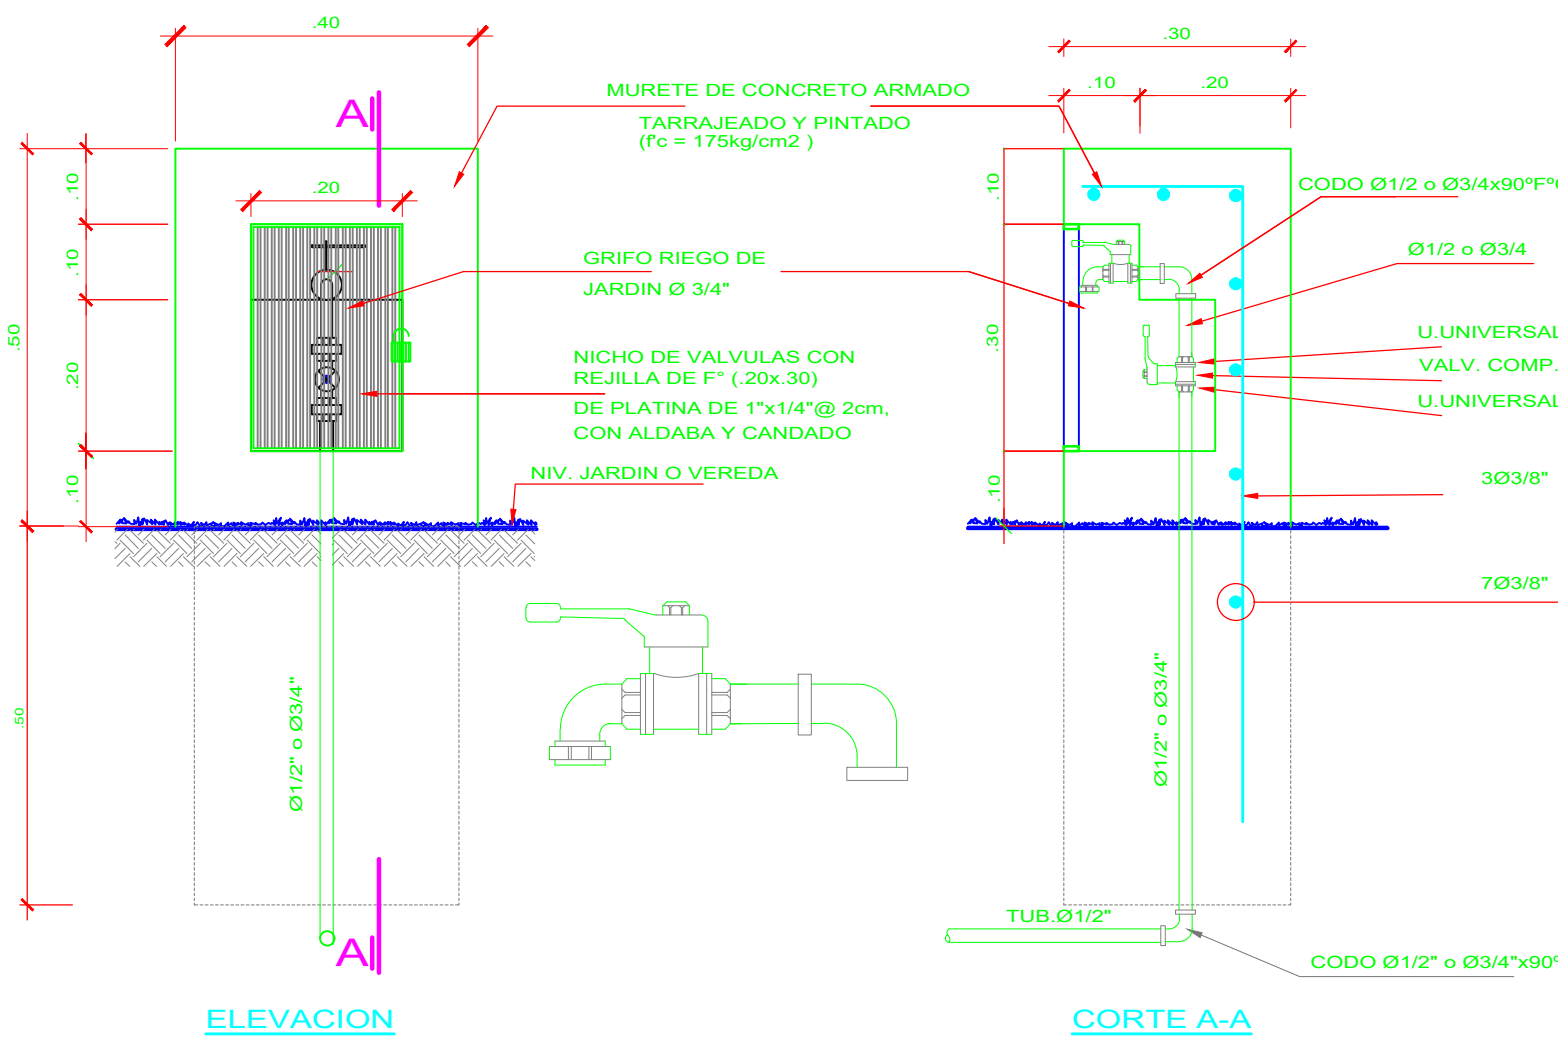 .40
.30
.10
.20
A
MURETE DE CONCRETO ARMADO
TARRAJEADO Y PINTADO
(f'c = 175kg/cm2 )
.10
.20
.10
CODO Ø1/2 o Ø3/4x90ºFº
GRIFO RIEGO DE
JARDIN Ø 3/4"
Ø1/2 o Ø3/4
.10
.50
.30
U.UNIVERSAL
NICHO DE VALVULAS CON
REJILLA DE F° (.20x.30)
VALV. COMP.
.20
DE PLATINA DE 1"x1/4"@ 2cm,
CON ALDABA Y CANDADO
U.UNIVERSAL
NIV. JARDIN O VEREDA
.10
.10
3Ø3/8"
7Ø3/8"
.50
Ø1/2" o Ø3/4"
Ø1/2" o Ø3/4"
TUB.Ø1/2"
A
CODO Ø1/2" o Ø3/4"x90º
ELEVACION
CORTE A-A